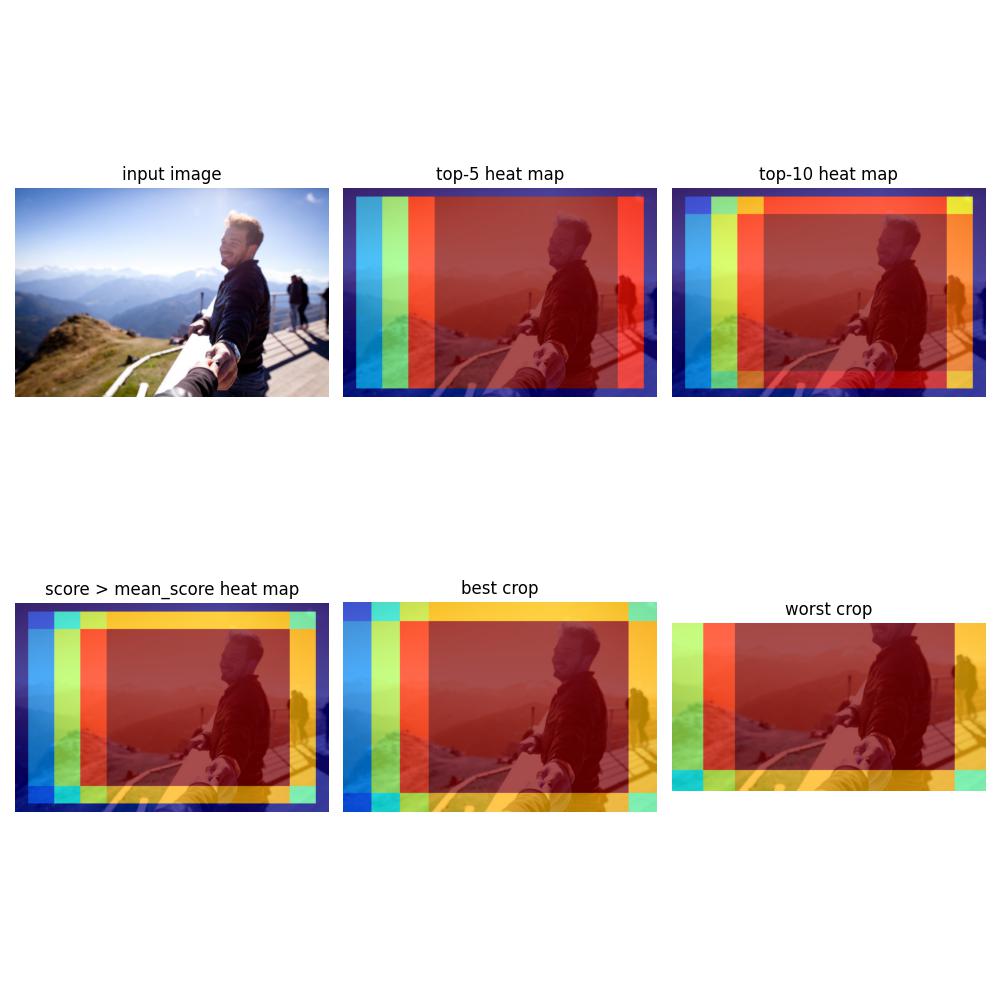 input image
top-5 heat map
top-10 heat map
score > mean_score heat map
best crop
worst crop